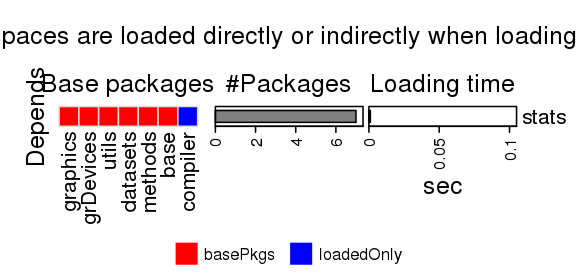 paces are loaded directly or indirectly when loading
Base packages #Packages Loading time
Depends
stats
graphics
grDevices
utils
datasets
methods
base
compiler
0 2 4 6
0 0.05 0.1
sec
basePkgs loadedOnly